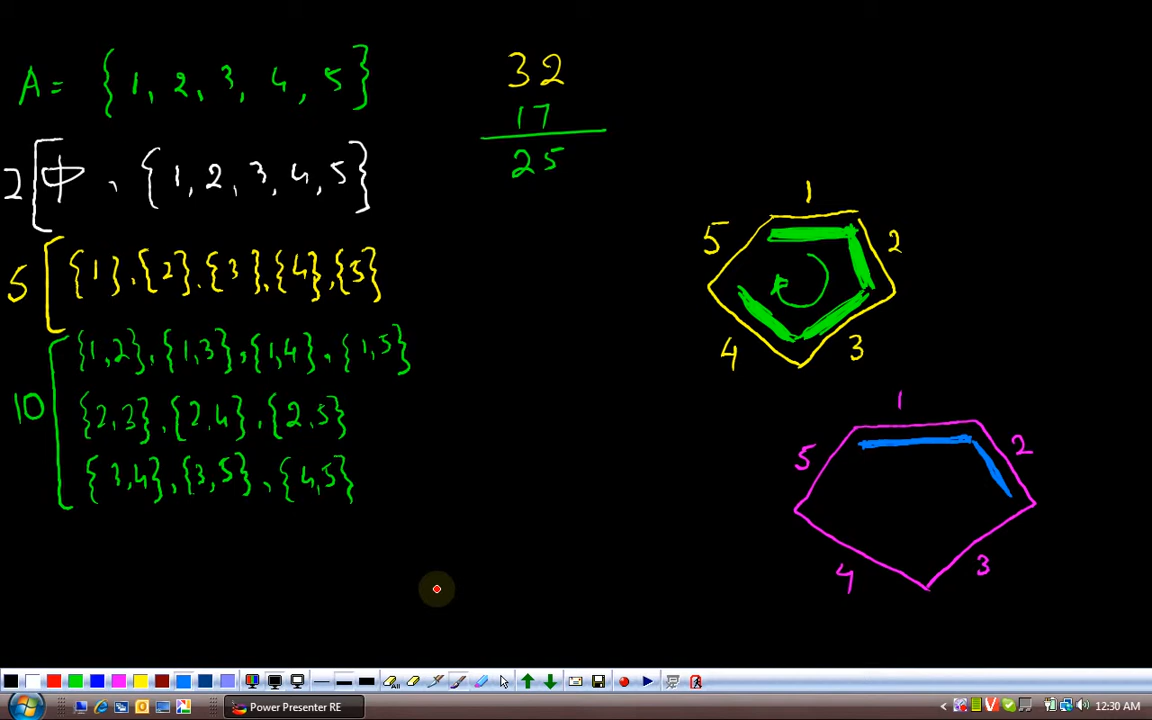 A = {1, 2, 3, 4, 5}
2 [ ф, {1, 2, 3, 4, 5}
5 [ {1}, {2}, {3}, {4}, {5}
10 [ {1,2}, {1,3}, {1,4}, {1,5}
{2,3}, {2,4}, {2,5}
{3,4}, {3,5}, {4,5}
32
17
25
1
5
2
4
3
1
5
2
4
3
All
Power Presenter RE
12:30 AM